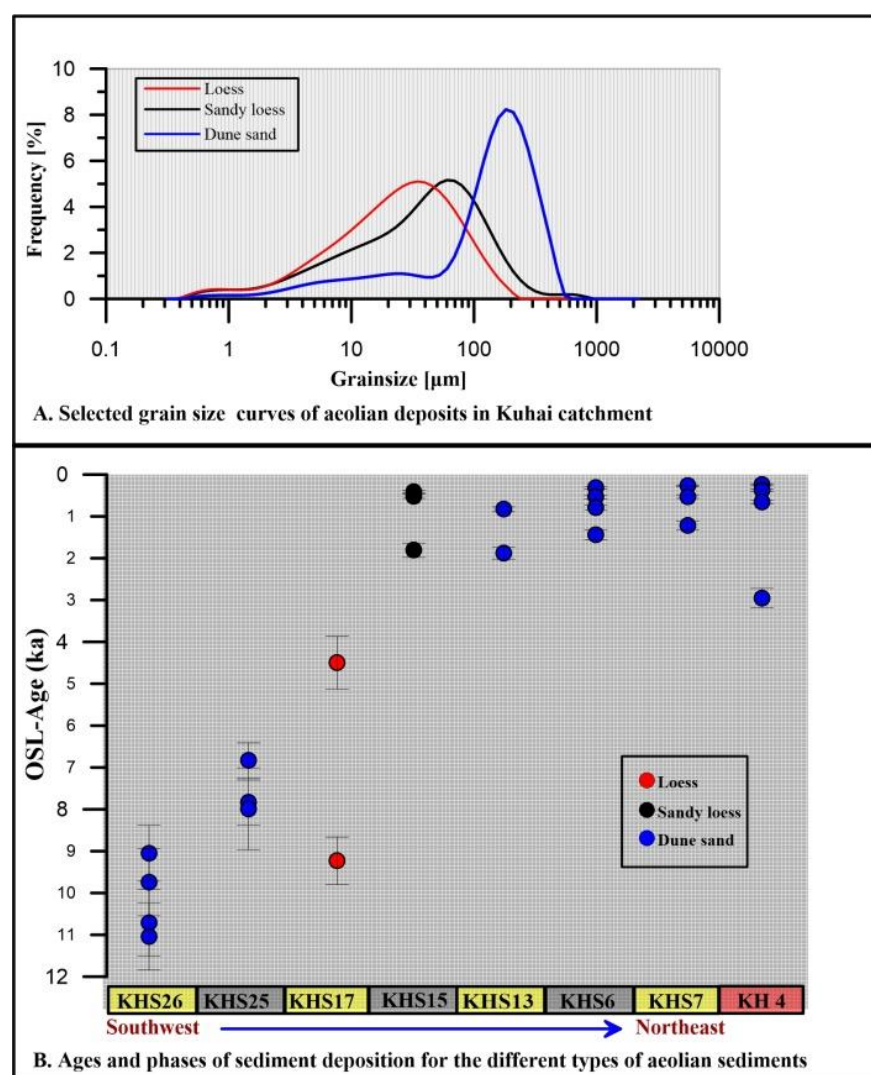 10
8
6
4
2
0
Frequency [%]
Loess
Sandy loess
Dune sand
0.1 1 10 100 1000 10000
Grainsize [µm]
A. Selected grain size curves of aeolian deposits in Kuhai catchment
0
1
2
3
4
5
6
7
8
9
10
11
12
OSL-Age (ka)
Loess
Sandy loess
Dune sand
KHS26 KHS25 KHS17 KHS15 KHS13 KHS6 KHS7 KH 4
Southwest Northeast
B. Ages and phases of sediment deposition for the different types of aeolian sediments